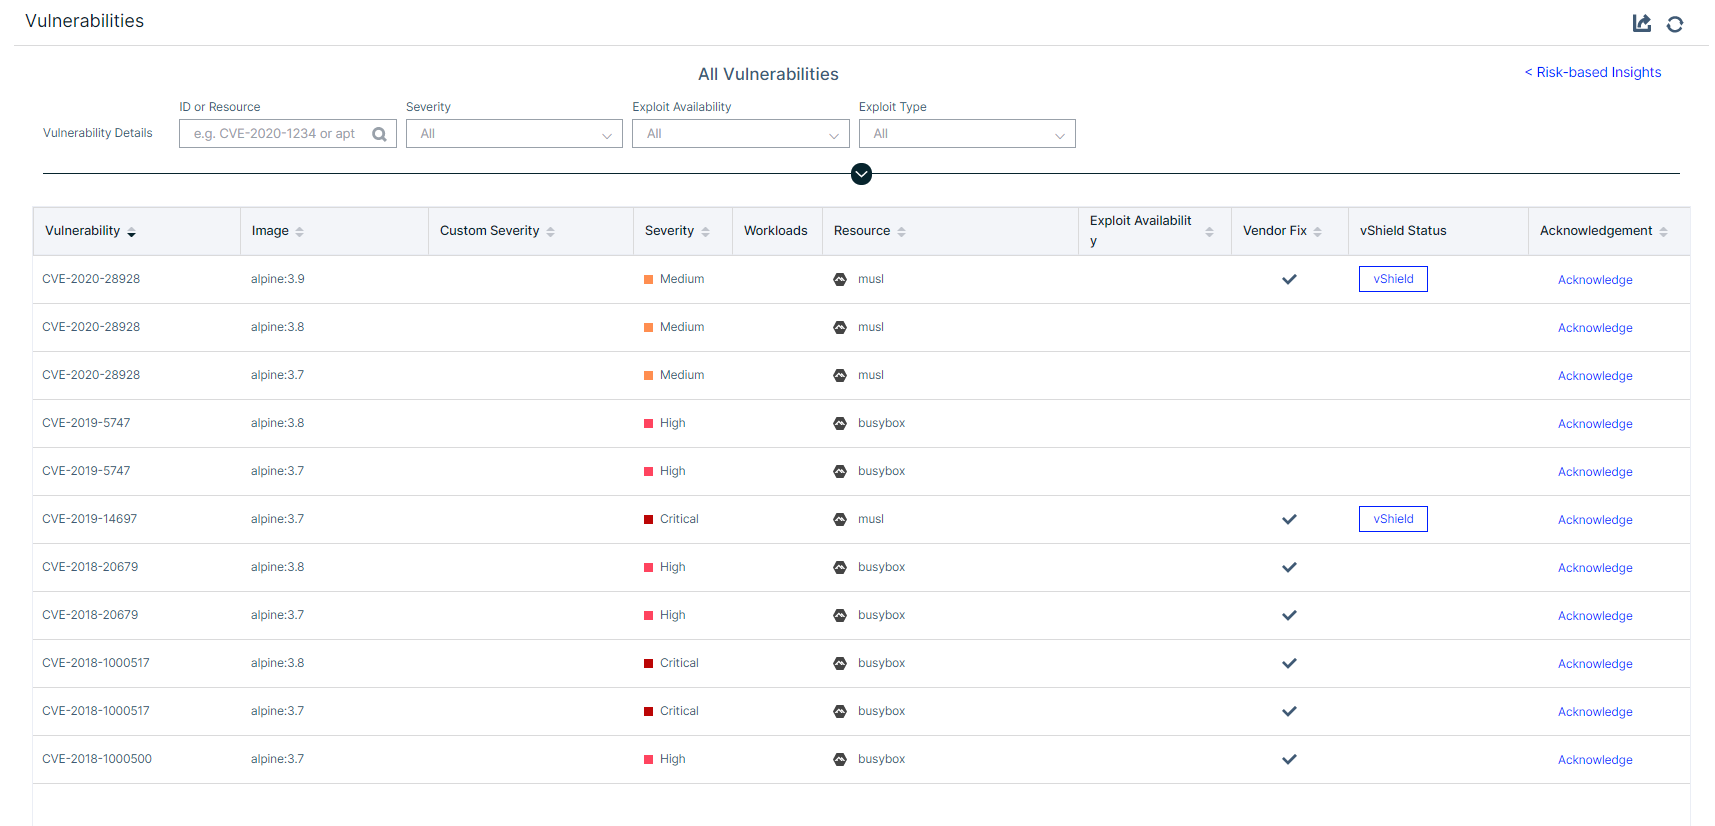 Vulnerabilities
All Vulnerabilities
< Risk-based Insights
ID or Resource Severity Exploit Availability Exploit Type
Vulnerability Details e.g. CVE-2020-1234 or apt All All All
Vulnerability Image Custom Severity Severity Workloads Resource Exploit Availabilit
y Vendor Fix vShield Status Acknowledgement
CVE-2020-28928 alpine:3.9 Medium musl vShield Acknowledge
CVE-2020-28928 alpine:3.8 Medium musl Acknowledge
CVE-2020-28928 alpine:3.7 Medium musl Acknowledge
CVE-2019-5747 alpine:3.8 High busybox Acknowledge
CVE-2019-5747 alpine:3.7 High busybox Acknowledge
CVE-2019-14697 alpine:3.7 Critical musl vShield Acknowledge
CVE-2018-20679 alpine:3.8 High busybox Acknowledge
CVE-2018-20679 alpine:3.7 High busybox Acknowledge
CVE-2018-1000517 alpine:3.8 Critical busybox Acknowledge
CVE-2018-1000517 alpine:3.7 Critical busybox Acknowledge
CVE-2018-1000500 alpine:3.7 High busybox Acknowledge